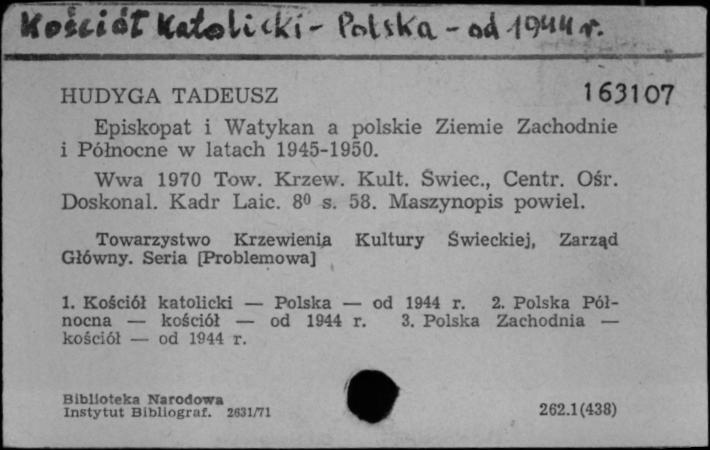 Kościół Katolicki - Polska - od 1944 r.
HUDYGA TADEUSZ 163107
Episkopat i Watykan a polskie Ziemie Zachodnie
i Północne w latach 1945-1950.
Wwa 1970 Tow. Krzew. Kult. Świec., Centr. Ośr.
Doskonal. Kadr Laic. 8⁰ s. 58. Maszynopis powiel.
Towarzystwo Krzewienia Kultury Świeckiej, Zarząd
Główny. Seria [Problemowa]
1. Kościół katolicki — Polska — od 1944 r. 2. Polska Pół-
nocna — kościół — od 1944 r. 3. Polska Zachodnia —
kościół — od 1944 r.
Biblioteka Narodowa
Instytut Bibliograf. 2631/71 262.1(438)